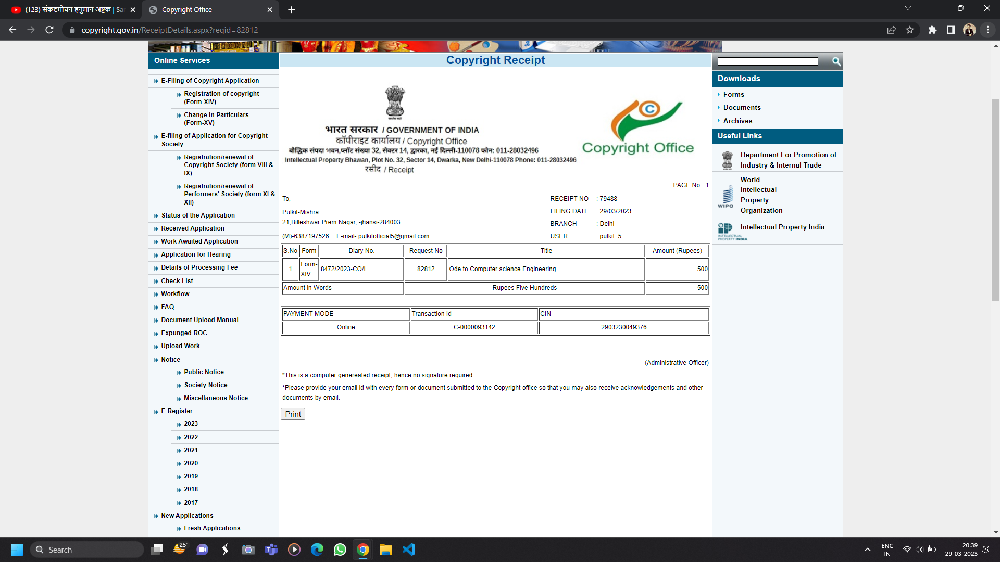 (123) संकटमोचन हनुमान अष्टक | Sar
Copyright Office
copyright.gov.in/ReceiptDetails.aspx?reqid=82812
Online Services
E-Filing of Copyright Application
Registration of copyright
(Form-XIV)
Change in Particulars
(Form-XV)
E-filing of Application for Copyright
Society
Registration/renewal of
Copyright Society (form VIII &
IX)
Registration/renewal of
Performers' Society (form XI &
XII)
Status of the Application
Received Application
Work Awaited Application
Application for Hearing
Details of Processing Fee
Check List
Workflow
FAQ
Document Upload Manual
Expunged ROC
Upload Work
Notice
Public Notice
Society Notice
Miscellaneous Notice
E-Register
2023
2022
2021
2020
2019
2018
2017
New Applications
Fresh Applications
Copyright Receipt
भारत सरकार / GOVERNMENT OF INDIA
कॉपीराइट कार्यालय / Copyright Office
बौद्धिक संपदा भवन,प्लॉट संख्या 32, सेक्टर 14, द्वारका, नई दिल्ली-110078 फोन: 011-28032496
Intellectual Property Bhawan, Plot No. 32, Sector 14, Dwarka, New Delhi-110078 Phone: 011-28032496
रसीद / Receipt
C
Copyright Office
PAGE No : 1
To,
Pulkit-Mishra
21,Billeshwar Prem Nagar, -jhansi-284003
(M)-6387197526 : E-mail- pulkitofficial5@gmail.com
RECEIPT NO : 79488
FILING DATE : 29/03/2023
BRANCH : Delhi
USER : pulkit_5
S.No Form Diary No. Request No Title Amount (Rupees)
1 Form-XIV 8472/2023-CO/L 82812 Ode to Computer science Engineering 500
Amount in Words Rupees Five Hundreds 500
PAYMENT MODE Transaction Id CIN
Online C-0000093142 2903230049376
(Administrative Officer)
*This is a computer genereated receipt, hence no signature required.
*Please provide your email id with every form or document submitted to the Copyright office so that you may also receive acknowledgements and other
documents by email.
Print
Downloads
Forms
Documents
Archives
Useful Links
Department For Promotion of
Industry & Internal Trade
WIPO
World
Intellectual
Property
Organization
INTELLECTUAL
PROPERTY INDIA
Intellectual Property India
Search
25°
ENG
IN
20:39
29-03-2023